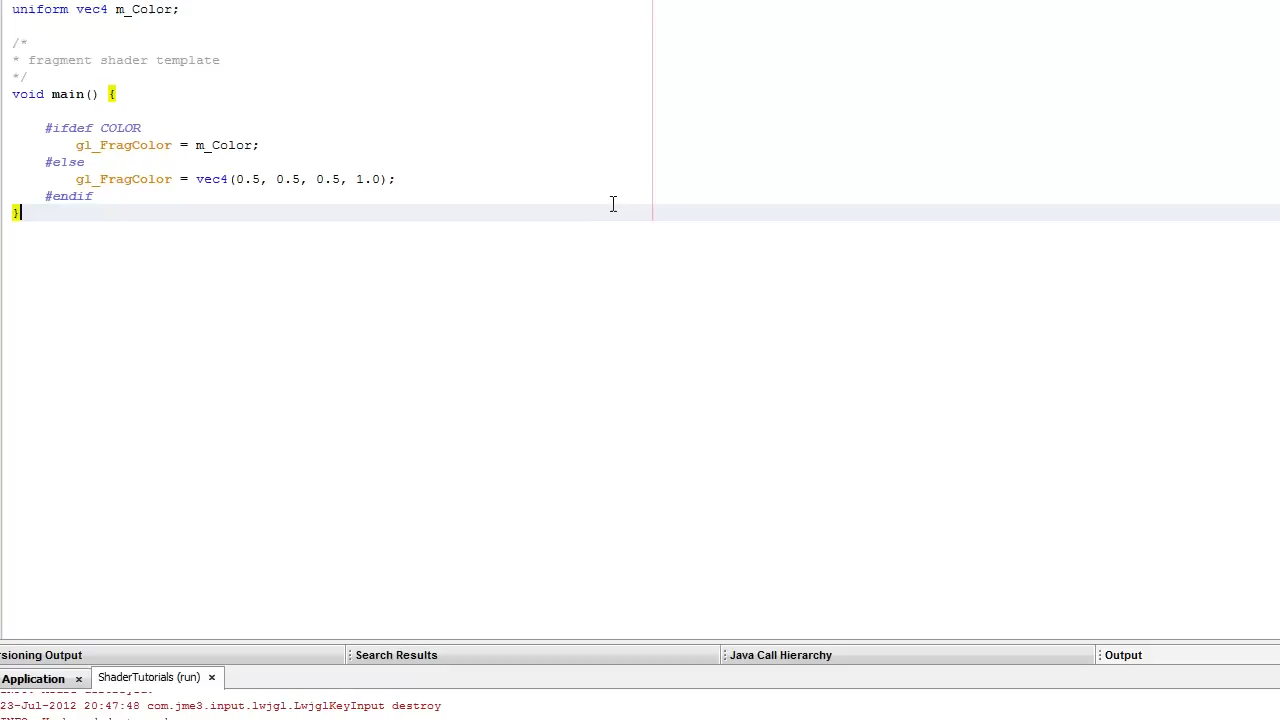 uniform vec4 m_Color;
/*
* fragment shader template
*/
void main() {
#ifdef COLOR
gl_FragColor = m_Color;
#else
gl_FragColor = vec4(0.5, 0.5, 0.5, 1.0);
#endif
}
sioning Output
Search Results
Java Call Hierarchy
Output
Application ×
ShaderTutorials (run) ×
23-Jul-2012 20:47:48 com.jme3.input.lwjgl.LwjglKeyInput destroy